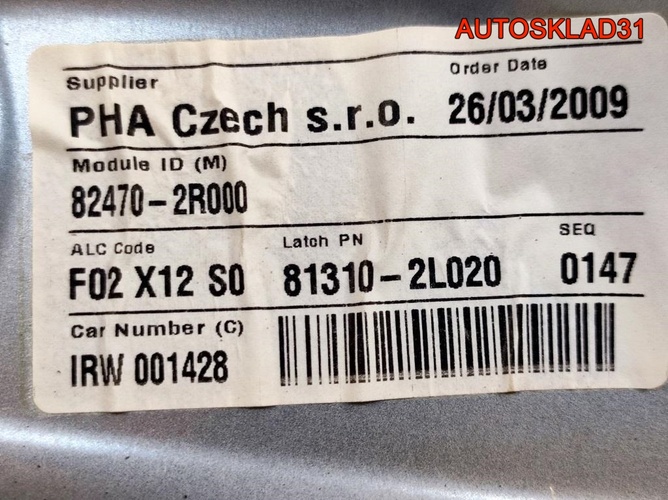 AUTOSKLAD31
Supplier
Order Date
PHA Czech s.r.o. 26/03/2009
Module ID (M)
82470-2R000
ALC Code Latch PN SEQ
F02 X12 S0 81310-2L020 0147
Car Number (C)
IRW 001428